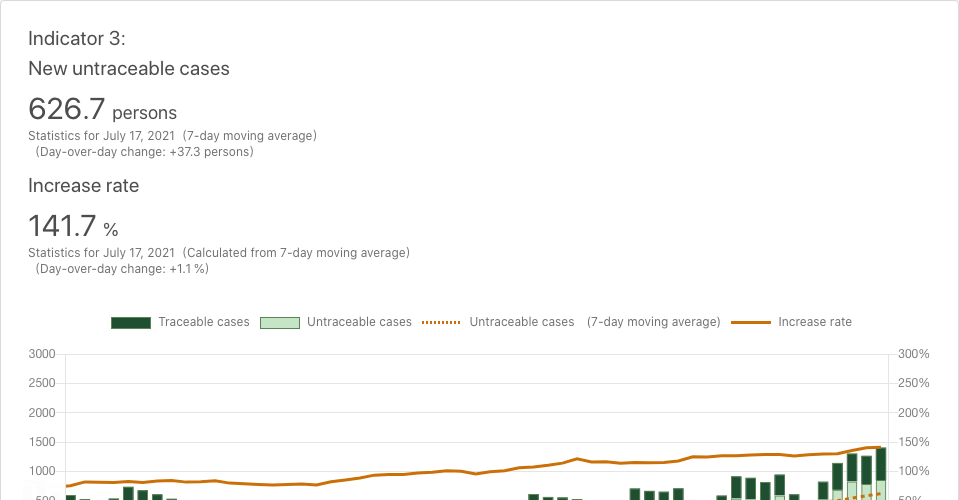 Indicator 3:
New untraceable cases
626.7 persons
Statistics for July 17, 2021 (7-day moving average)
(Day-over-day change: +37.3 persons)
Increase rate
141.7 %
Statistics for July 17, 2021 (Calculated from 7-day moving average)
(Day-over-day change: +1.1 %)
Traceable cases Untraceable cases Untraceable cases (7-day moving average) Increase rate
3000 300%
2500 250%
2000 200%
1500 150%
1000 100%
500 50%